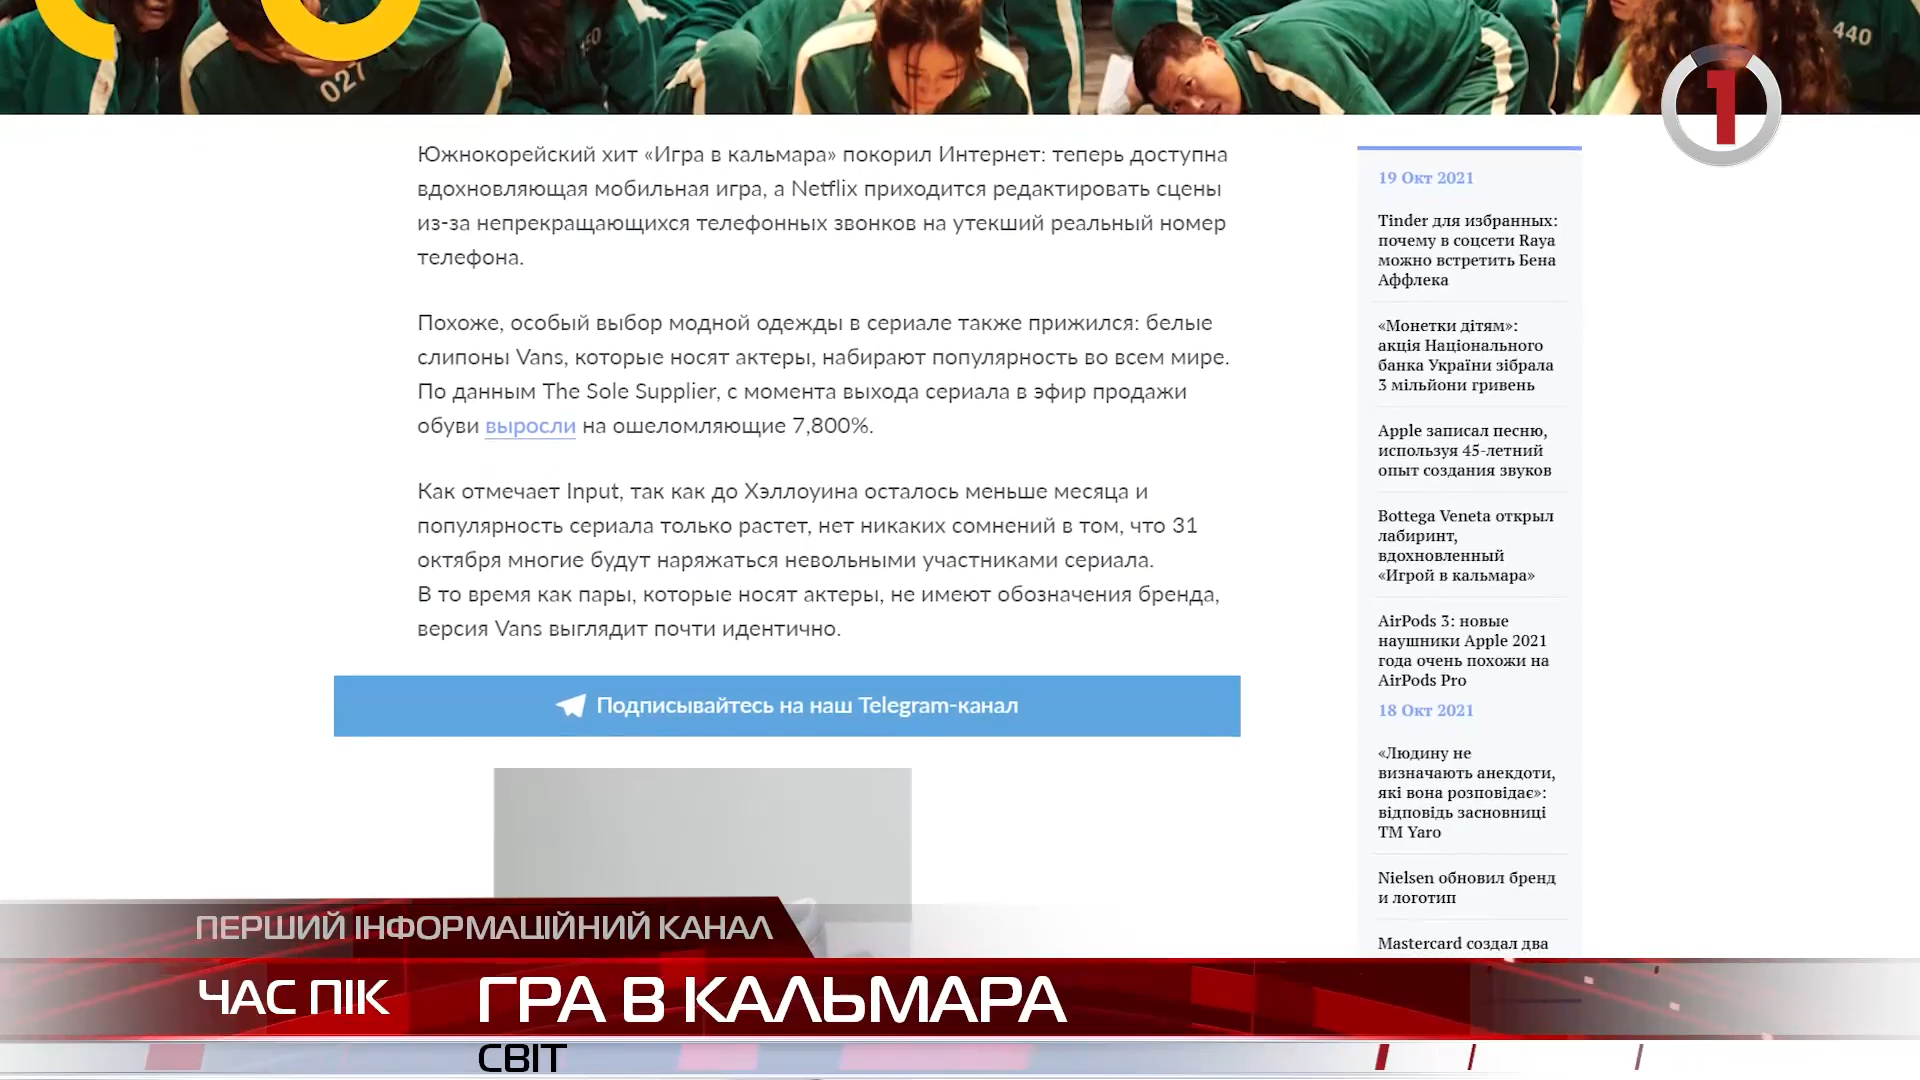 027
450
440
1
Южнокорейский хит «Игра в кальмара» покорил Интернет: теперь доступна
вдохновляющая мобильная игра, а Netflix приходится редактировать сцены
из-за непрекращающихся телефонных звонков на утекший реальный номер
телефона.
Похоже, особый выбор модной одежды в сериале также прижился: белые
слипоны Vans, которые носят актеры, набирают популярность во всем мире.
По данным The Sole Supplier, с момента выхода сериала в эфир продажи
обуви выросли на ошеломляющие 7,800%.
Как отмечает Input, так как до Хэллоуина осталось меньше месяца и
популярность сериала только растет, нет никаких сомнений в том, что 31
октября многие будут наряжаться невольными участниками сериала.
В то время как пары, которые носят актеры, не имеют обозначения бренда,
версия Vans выглядит почти идентично.
Подписывайтесь на наш Telegram-канал
19 Окт 2021
Tinder для избранных:
почему в соцсети Raya
можно встретить Бена
Аффлека
«Монетки дітям»:
акція Національного
банка України зібрала
3 мільйони гривень
Apple записал песню,
используя 45-летний
опыт создания звуков
Bottega Veneta открыл
лабиринт,
вдохновленный
«Игрой в кальмара»
AirPods 3: новые
наушники Apple 2021
года очень похожи на
AirPods Pro
18 Окт 2021
«Людину не
визначають анекдоти,
які вона розповідає»:
відповідь засновниці
ТМ Yaro
Nielsen обновил бренд
и логотип
Mastercard создал два
ПЕРШИЙ ІНФОРМАЦІЙНИЙ КАНАЛ
ЧАС ПІК
ГРА В КАЛЬМАРА
СВІТ